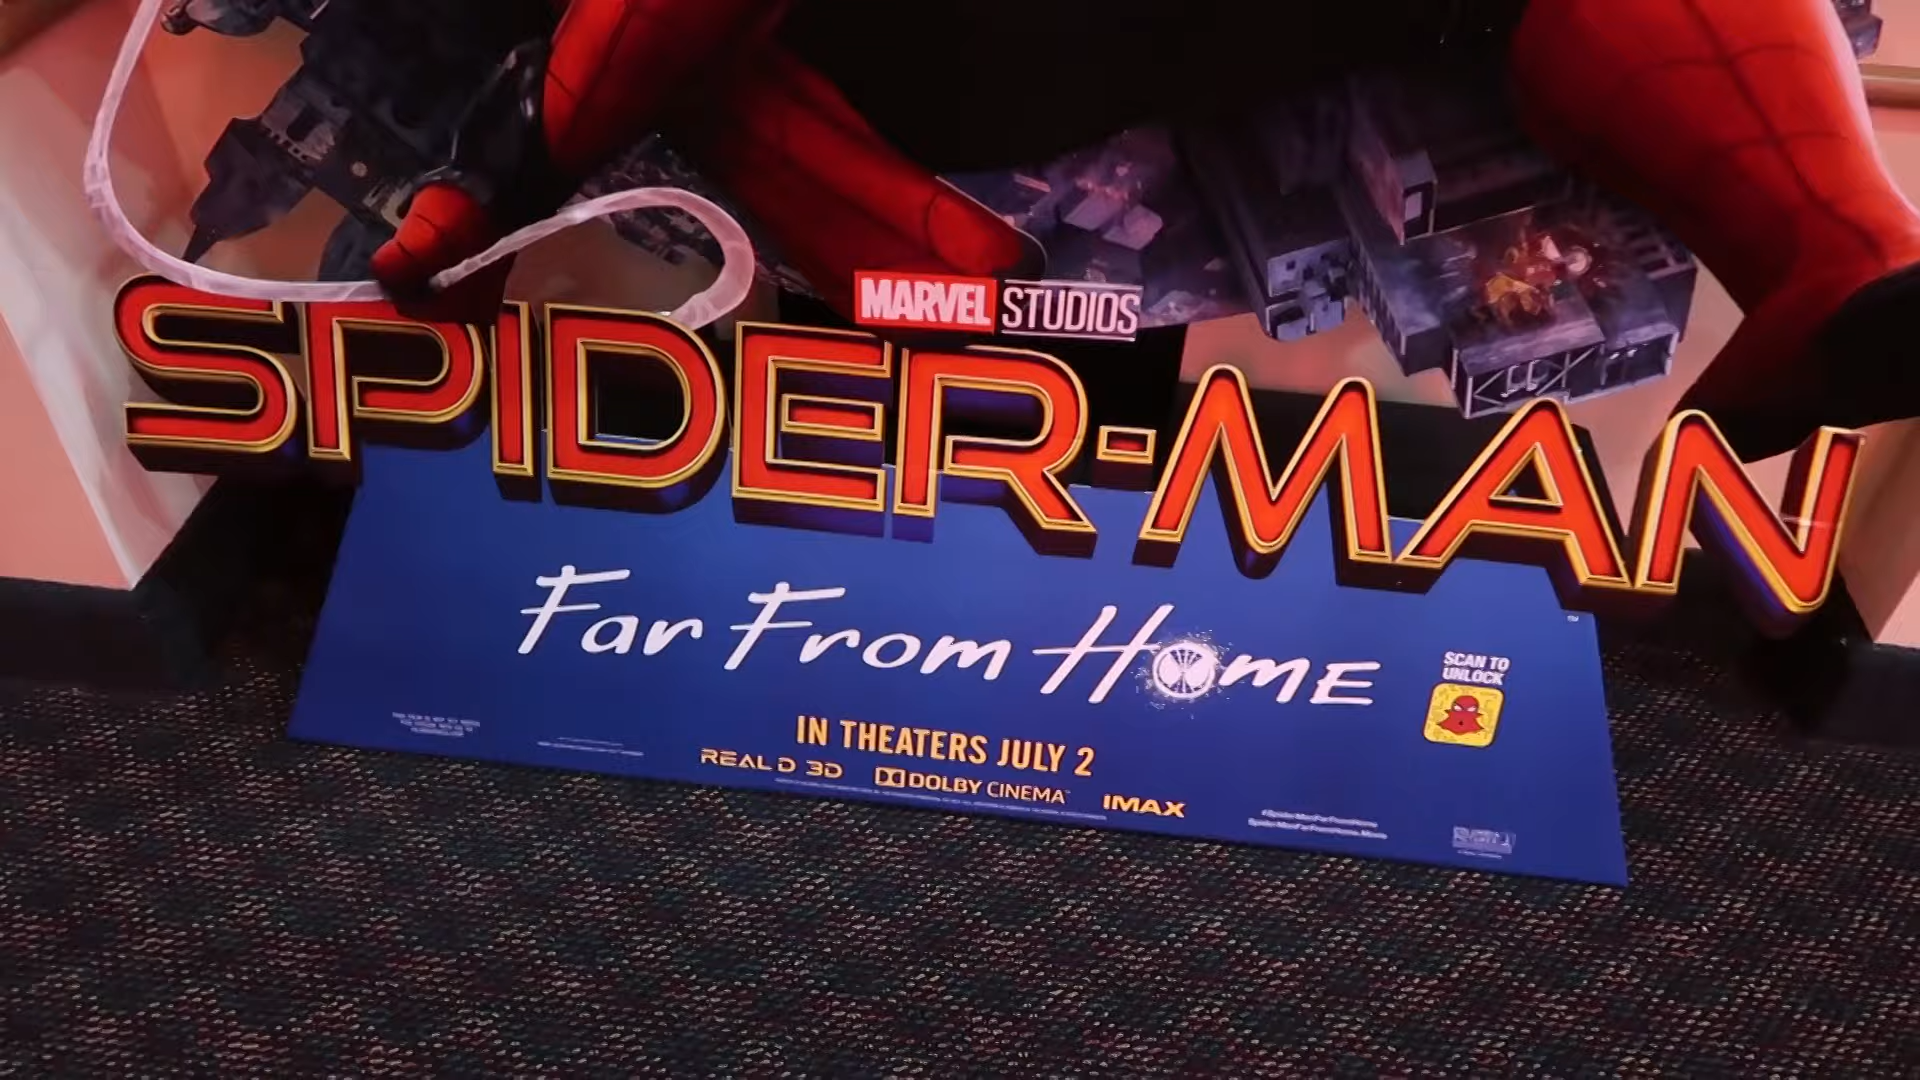 MARVEL STUDIOS
SPIDER-MAN
Far From HOME
TM
SCAN TO
UNLOCK
IN THEATERS JULY 2
REAL D 3D DOLBY CINEMA IMAX